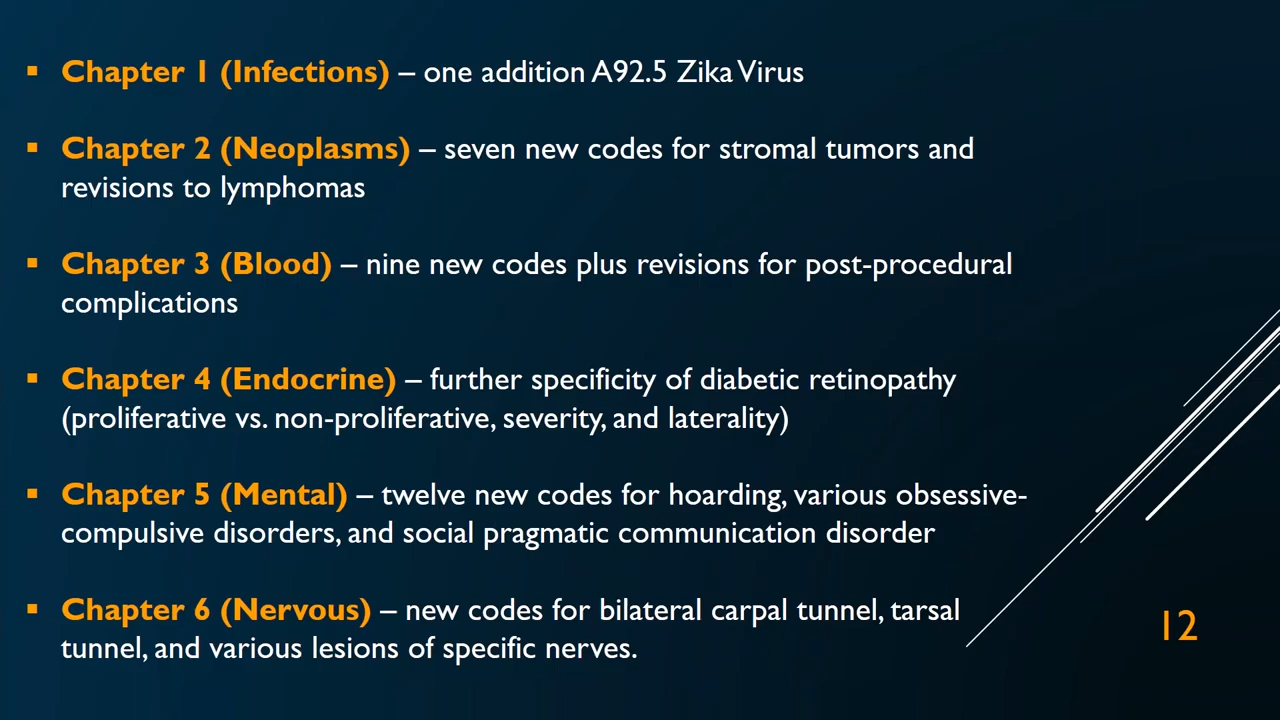 ▪ Chapter 1 (Infections) – one addition A92.5 Zika Virus
▪ Chapter 2 (Neoplasms) – seven new codes for stromal tumors and
revisions to lymphomas
▪ Chapter 3 (Blood) – nine new codes plus revisions for post-procedural
complications
▪ Chapter 4 (Endocrine) – further specificity of diabetic retinopathy
(proliferative vs. non-proliferative, severity, and laterality)
▪ Chapter 5 (Mental) – twelve new codes for hoarding, various obsessive-
compulsive disorders, and social pragmatic communication disorder
▪ Chapter 6 (Nervous) – new codes for bilateral carpal tunnel, tarsal
tunnel, and various lesions of specific nerves.
12